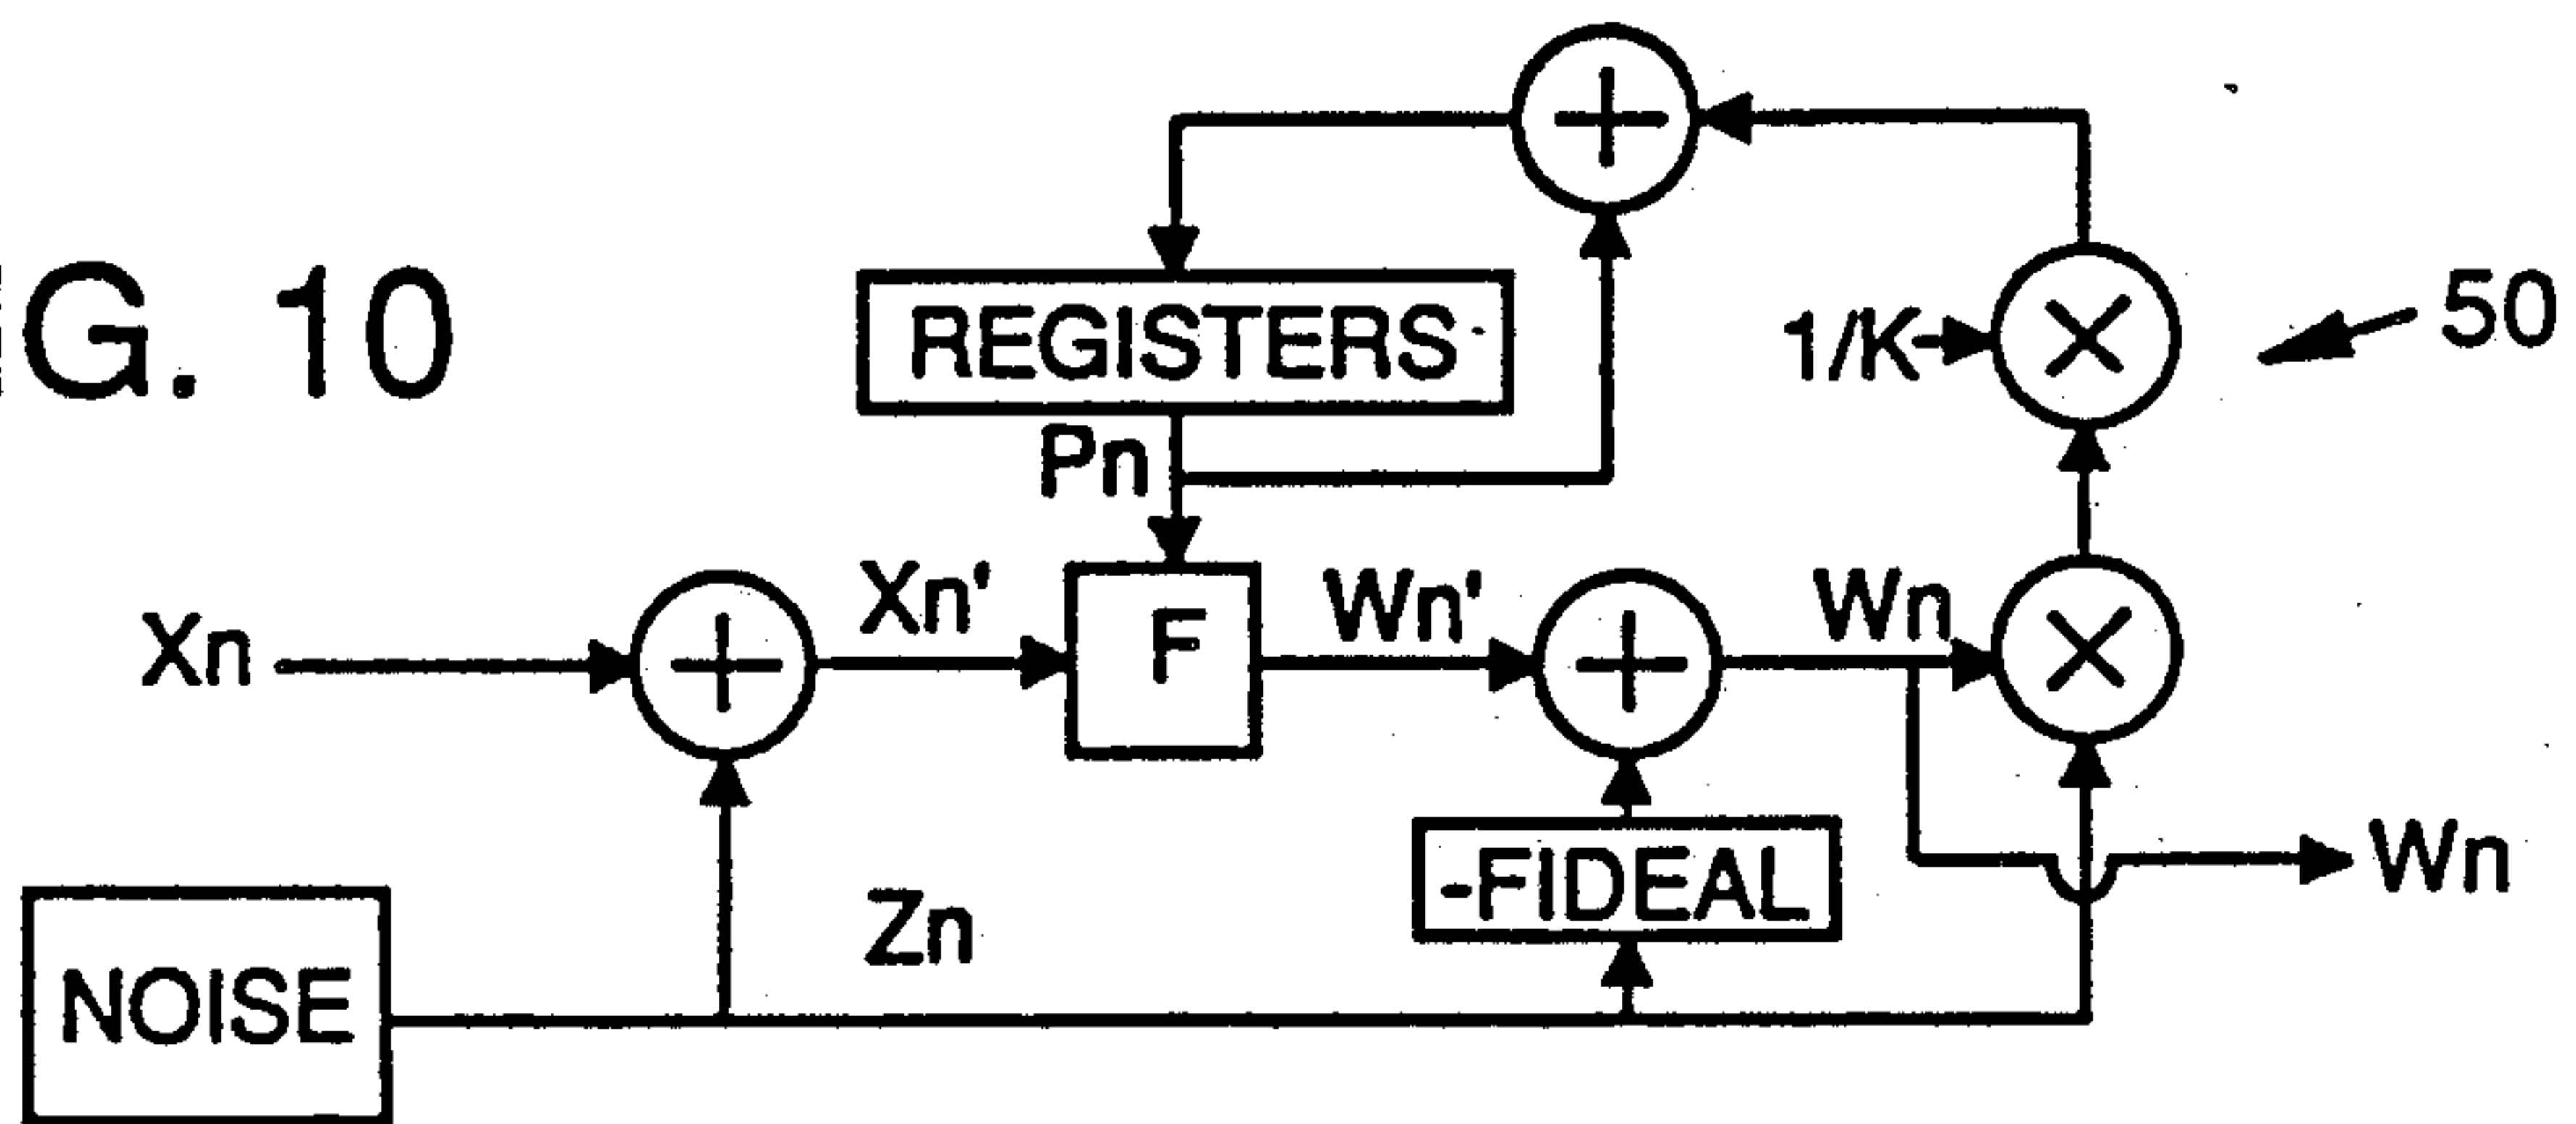 G. 10
REGISTERS
1/K
50
Pn
Xn
Xn'
F
Wn'
Wn
Zn
-FIDEAL
Wn
NOISE